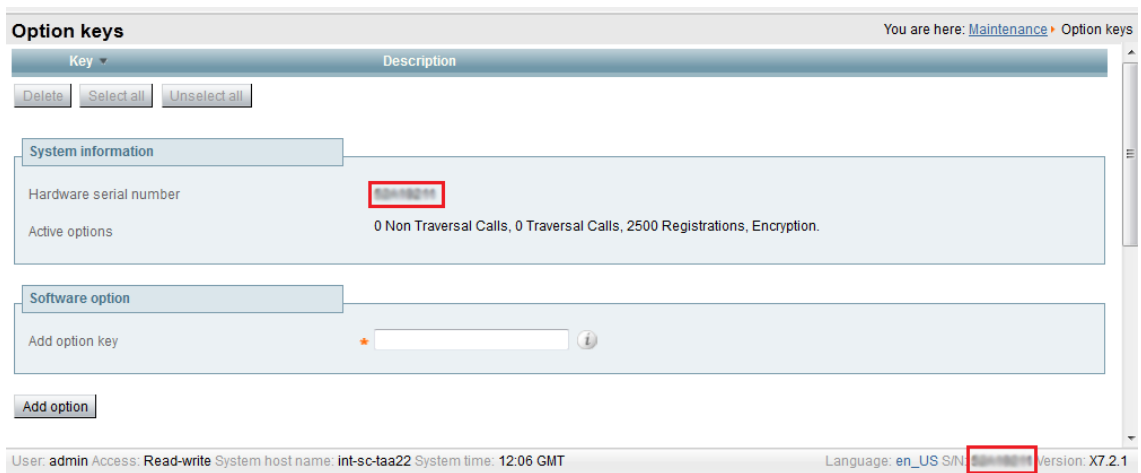 Option keys
You are here: Maintenance Option keys
Key Description
Delete Select all Unselect all
System information
Hardware serial number
Active options 0 Non Traversal Calls, 0 Traversal Calls, 2500 Registrations, Encryption.
Software option
Add option key * i
Add option
User: admin Access: Read-write System host name: int-sc-taa22 System time: 12:06 GMT Language: en_US S/N: Version: X7.2.1